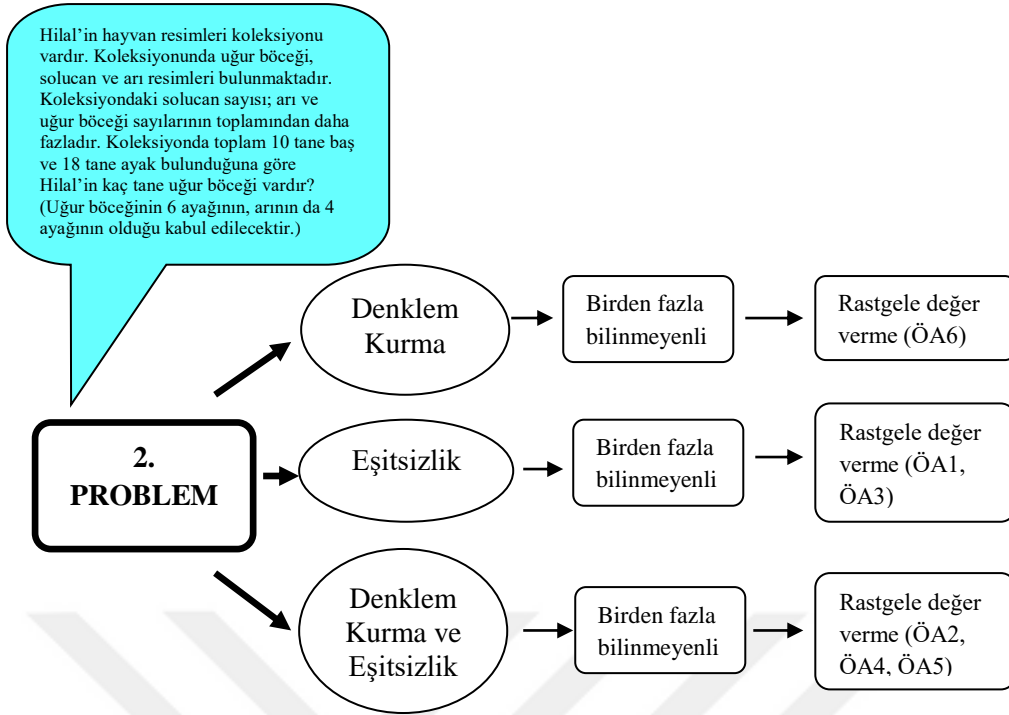 Hilal'in hayvan resimleri koleksiyonu
vardır. Koleksiyonunda uğur böceği,
solucan ve arı resimleri bulunmaktadır.
Koleksiyondaki solucan sayısı; arı ve
uğur böceği sayılarının toplamından daha
fazladır. Koleksiyonda toplam 10 tane baş
ve 18 tane ayak bulunduğuna göre
Hilal'in kaç tane uğur böceği vardır?
(Uğur böceğinin 6 ayağının, arının da 4
ayağının olduğu kabul edilecektir.)
2.
PROBLEM
Denklem
Kurma
Birden fazla
bilinmeyenli
Rastgele değer
verme (ÖA6)
Eşitsizlik
Birden fazla
bilinmeyenli
Rastgele değer
verme (ÖA1,
ÖA3)
Denklem
Kurma ve
Eşitsizlik
Birden fazla
bilinmeyenli
Rastgele değer
verme (ÖA2,
ÖA4, ÖA5)